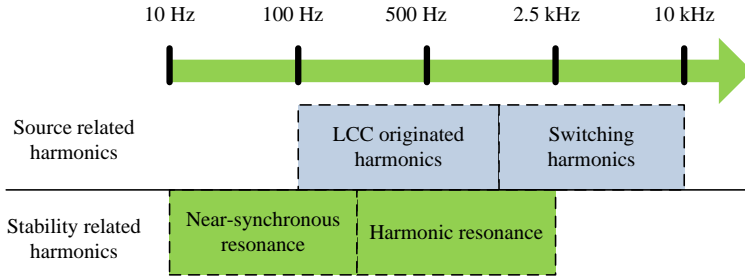 10 Hz 100 Hz 500 Hz 2.5 kHz 10 kHz
Source related
harmonics
LCC originated
harmonics
Switching
harmonics
Stability related
harmonics
Near-synchronous
resonance
Harmonic resonance